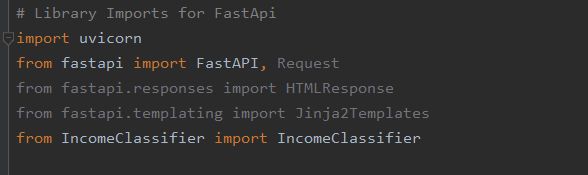 # Library Imports for FastApi
import uvicorn
from fastapi import FastAPI, Request
from fastapi.responses import HTMLResponse
from fastapi.templating import Jinja2Templates
from IncomeClassifier import IncomeClassifier